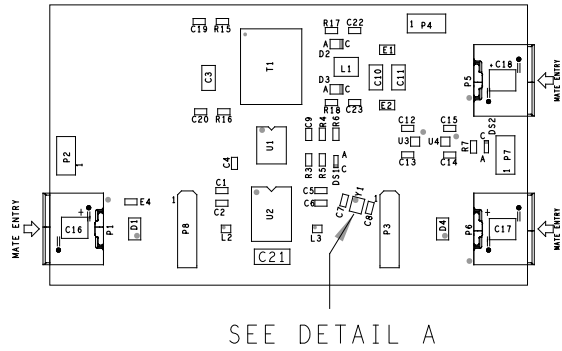 C19 R15
R17 C22
1 P4
D2 A C
E1
T1
C3
L1
C10 C11
D3 A C
E2
C20 R16
R18 C23
+ C18
P5
MATE ENTRY
C9 R4 R6
C12 C15
DS2
U3 U4
R7
C A
P7
1
C13 C14
P2
1
U1
C4
R3 R5
DS1
A C
C1
C2
U2
C5
C6
C7 Y1 C8
E4
MATE ENTRY
+
C16
P1
D1
1
P8
L2
L3
C21
1
P3
D4
P6
+
C17
MATE ENTRY
SEE DETAIL A